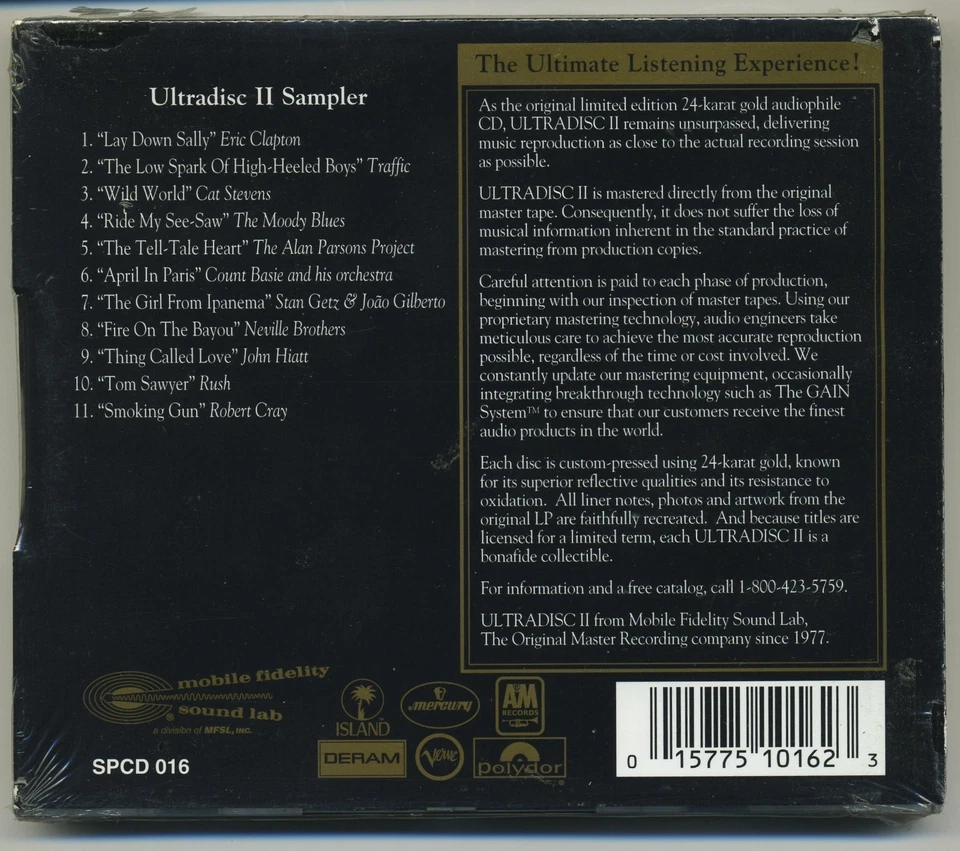 Ultradisc II Sampler
1. "Lay Down Sally" Eric Clapton
2. "The Low Spark Of High-Heeled Boys" Traffic
3. "Wild World" Cat Stevens
4. "Ride My See-Saw" The Moody Blues
5. "The Tell-Tale Heart" The Alan Parsons Project
6. "April In Paris" Count Basie and his orchestra
7. "The Girl From Ipanema" Stan Getz & João Gilberto
8. "Fire On The Bayou" Neville Brothers
9. "Thing Called Love" John Hiatt
10. "Tom Sawyer" Rush
11. "Smoking Gun" Robert Cray
The Ultimate Listening Experience!
As the original limited edition 24-karat gold audiophile
CD, ULTRADISC II remains unsurpassed, delivering
music reproduction as close to the actual recording session
as possible.
ULTRADISC II is mastered directly from the original
master tape. Consequently, it does not suffer the loss of
musical information inherent in the standard practice of
mastering from production copies.
Careful attention is paid to each phase of production,
beginning with our inspection of master tapes. Using our
proprietary mastering technology, audio engineers take
meticulous care to achieve the most accurate reproduction
possible, regardless of the time or cost involved. We
constantly update our mastering equipment, occasionally
integrating breakthrough technology such as The GAIN
System™ to ensure that our customers receive the finest
audio products in the world.
Each disc is custom-pressed using 24-karat gold, known
for its superior reflective qualities and its resistance to
oxidation. All liner notes, photos and artwork from the
original LP are faithfully recreated. And because titles are
licensed for a limited term, each ULTRADISC II is a
bonafide collectible.
For information and a free catalog, call 1-800-423-5759.
ULTRADISC II from Mobile Fidelity Sound Lab,
The Original Master Recording company since 1977.
mobile fidelity
® sound lab
a division of MFSL, INC.
SPCD 016
ISLAND™
mercury
A&M
RECORDS
DERAM
Verve
polydor
0 15775 10162 3